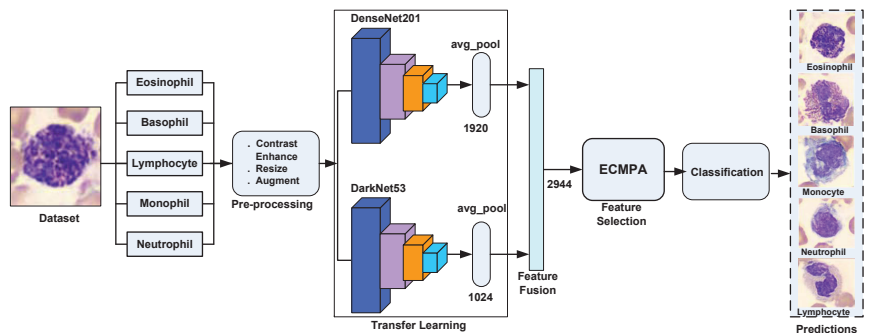 Dataset
Eosinophil
Basophil
Lymphocyte
Monophil
Neutrophil
. Contrast
Enhance
. Resize
. Augment
Pre-processing
DenseNet201
avg_pool
1920
DarkNet53
avg_pool
1024
Transfer Learning
Feature
Fusion
2944
ECMPA
Feature
Selection
Classification
Eosinophil
Basophil
Monocyte
Neutrophil
Lymphocyte
Predictions